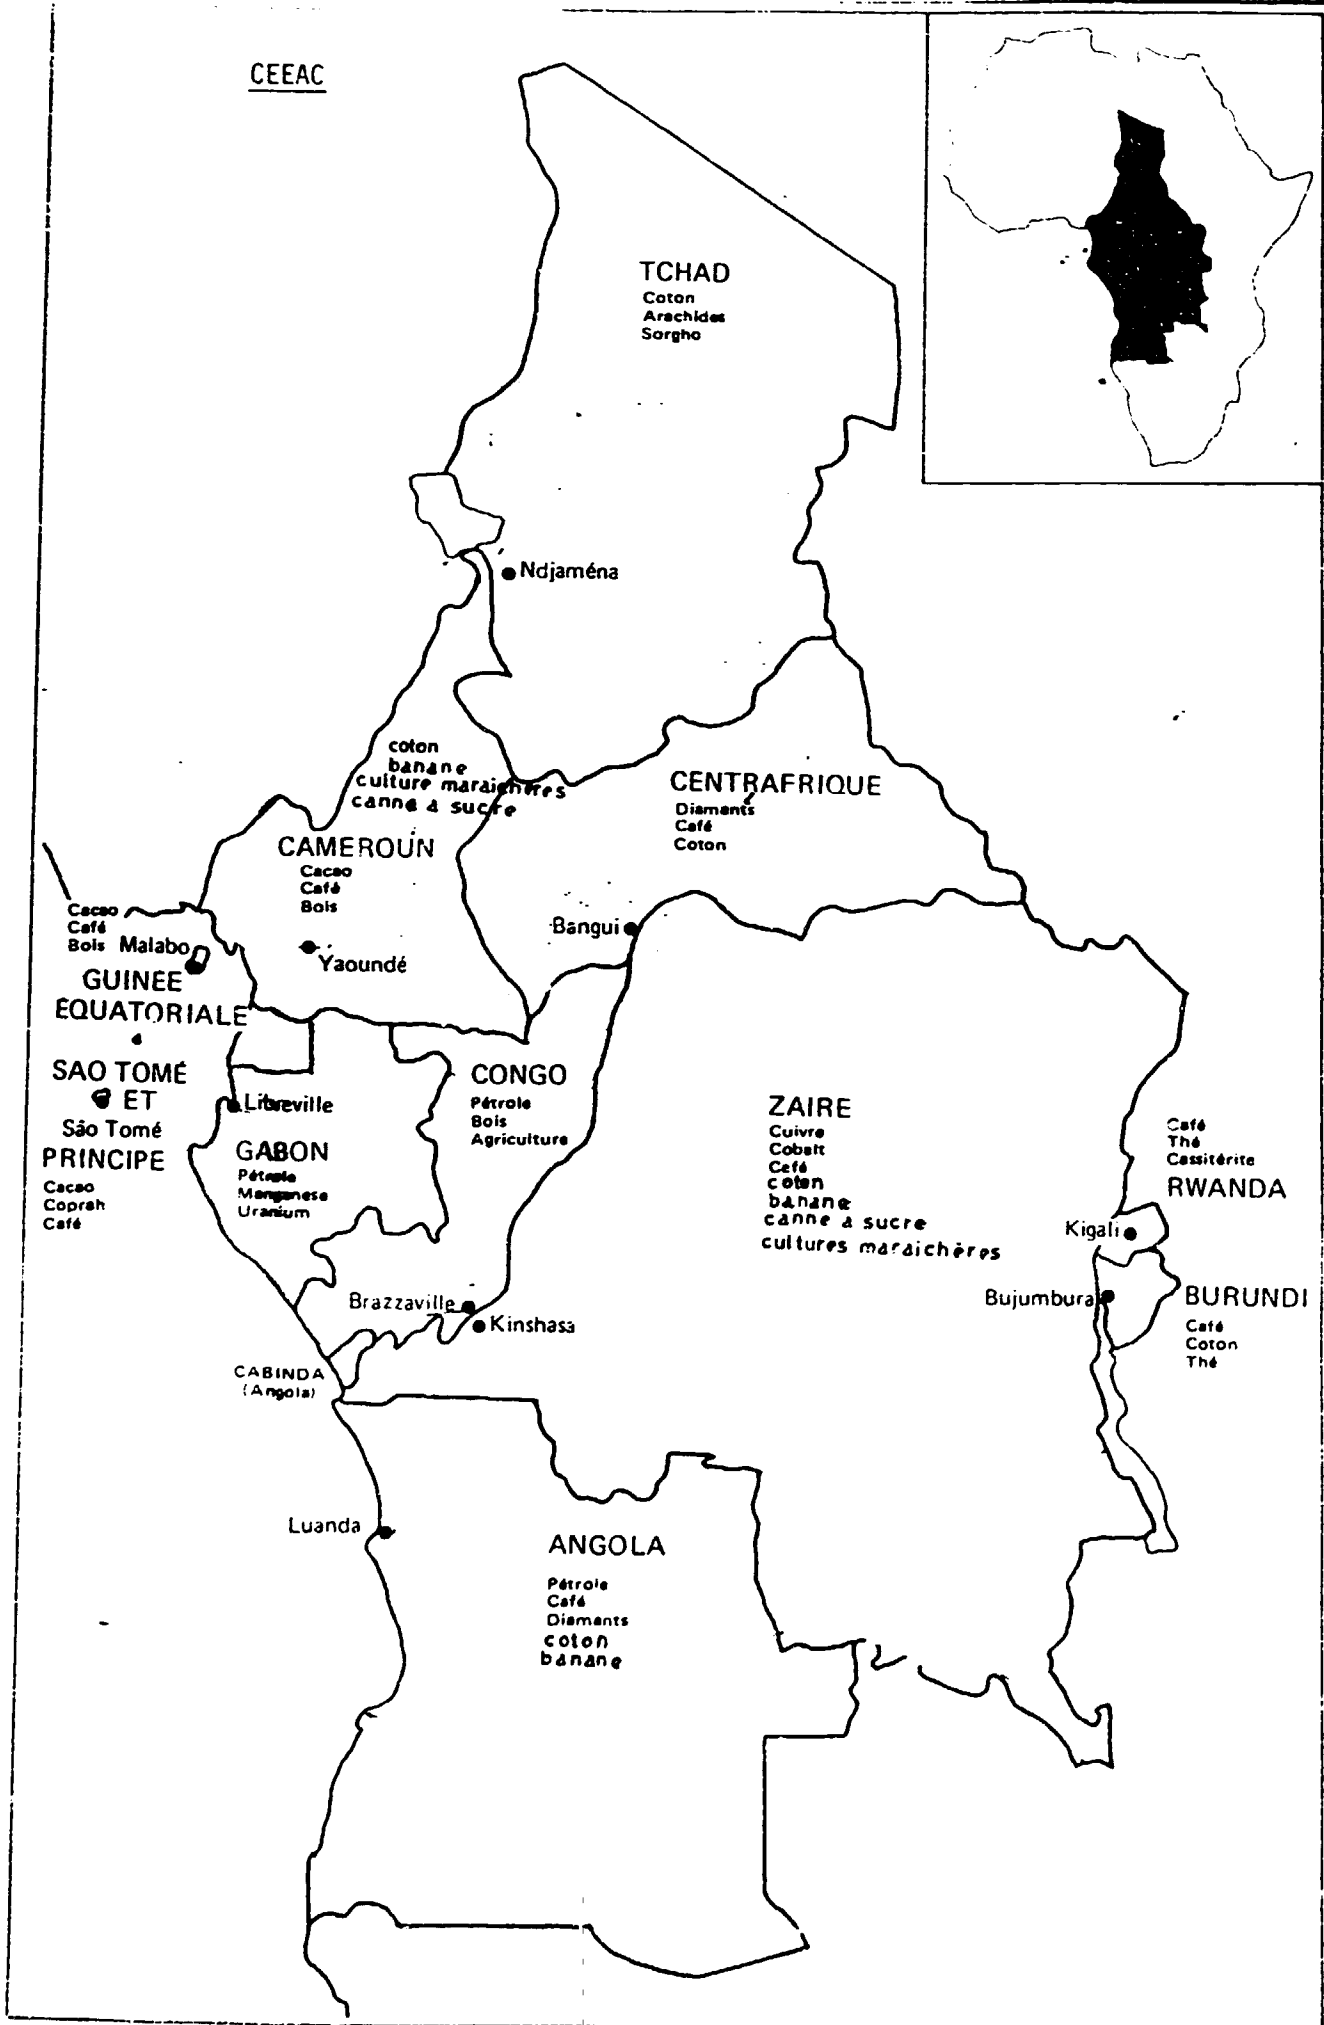 CEEAC
TCHAD
Coton
Arachides
Sorgho
Ndjaména
coton
banane
culture maraichères
canne a sucre
CAMEROUN
Cacao
Café
Bois
Yaoundé
CENTRAFRIQUE
Diamants
Café
Coton
Bangui
Cacao
Café
Bois
Malabo
GUINÉE
ÉQUATORIALE
SAO TOMÉ
ET
São Tomé
PRINCIPE
Cacao
Coprah
Café
Libreville
GABON
Pétrole
Manganese
Uranium
CONGO
Pétrole
Bois
Agriculture
Brazzaville
Kinshasa
ZAIRE
Cuivre
Cobalt
Café
coton
banane
canne a sucre
cultures maraichères
Café
Thé
Cassitérite
RWANDA
Kigali
Bujumbura
BURUNDI
Café
Coton
Thé
CABINDA
(Angola)
Luanda
ANGOLA
Pétrole
Café
Diamants
coton
banane